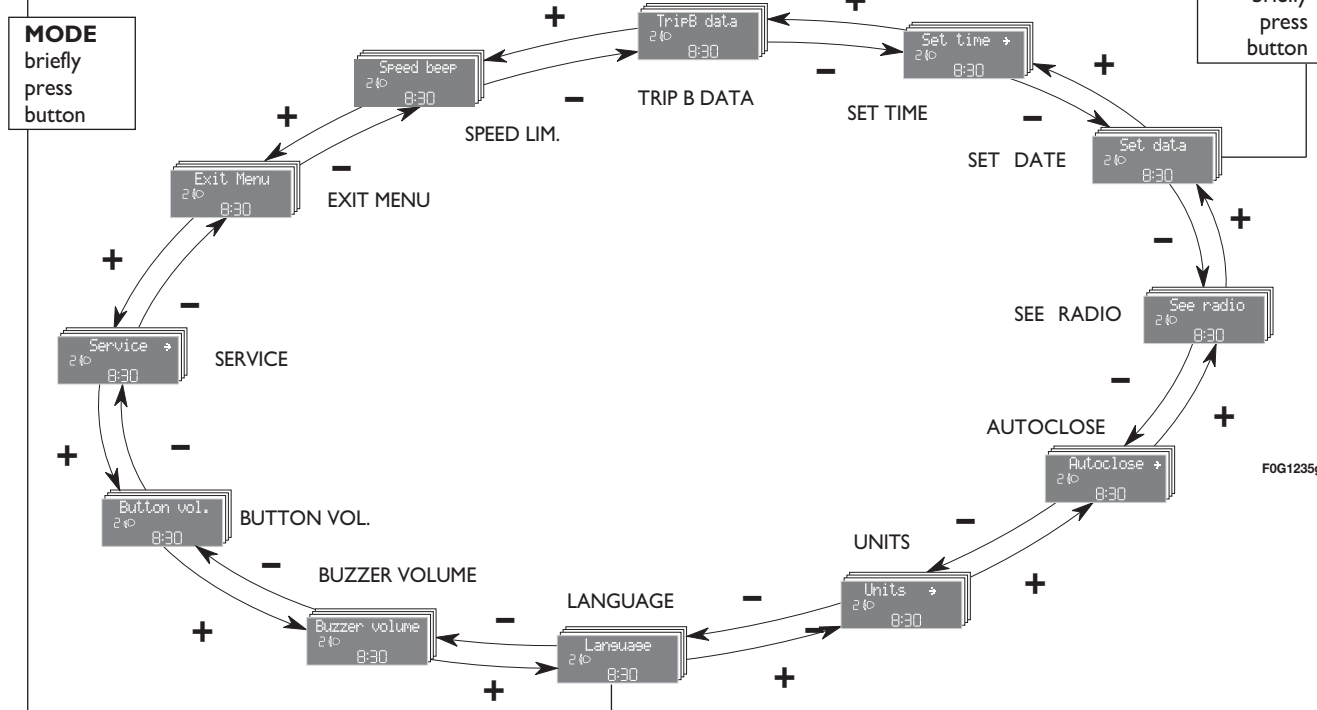 MODE
briefly
press
button
briefly
press
button
TripB data
8:30
TRIP B DATA
Set time →
8:30
SET TIME
Speed beep
8:30
SPEED LIM.
Set data
8:30
SET DATE
Exit Menu
8:30
EXIT MENU
See radio
8:30
SEE RADIO
Service →
8:30
SERVICE
Autoclose →
8:30
AUTOCLOSE
F0G1235g
Button vol.
8:30
BUTTON VOL.
Units →
8:30
UNITS
Buzzer volume
8:30
BUZZER VOLUME
Language
8:30
LANGUAGE